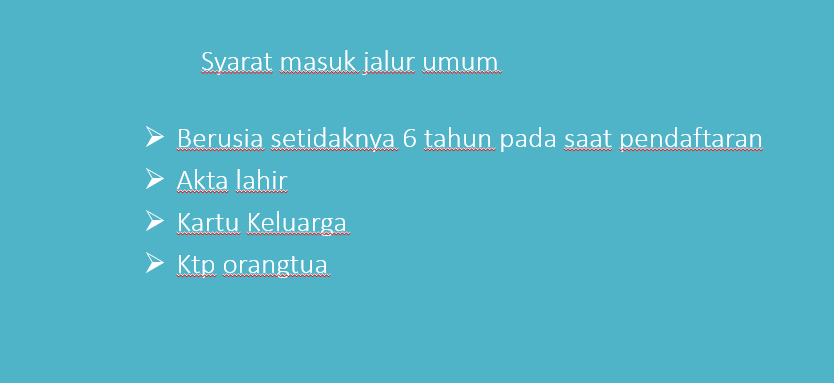 Syarat masuk jalur umum
➢ Berusia setidaknya 6 tahun pada saat pendaftaran
➢ Akta lahir
➢ Kartu Keluarga
➢ Ktp orangtua